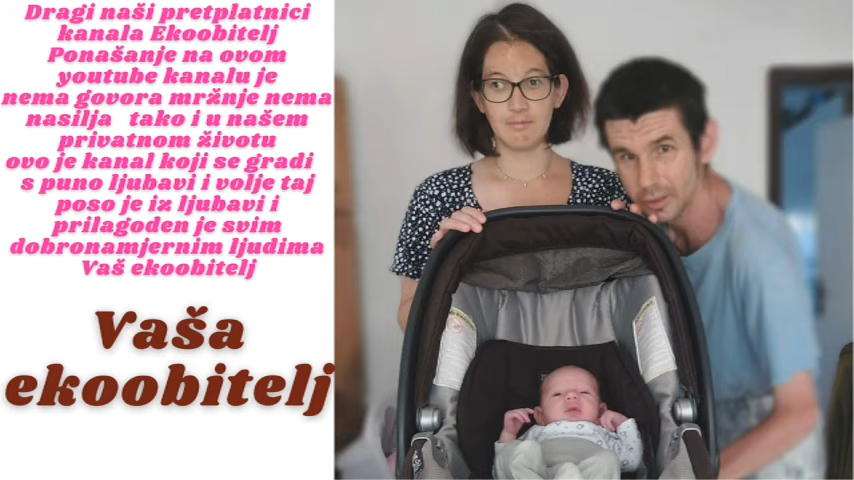 Dragi naši pretplatnici
kanala Ekoobitelj
Ponašanje na ovom
youtube kanalu je
nema govora mržnje nema
nasilja tako i u našem
privatnom životu
ovo je kanal koji se gradi
s puno ljubavi i volje taj
poso je iz ljubavi i
prilagođen je svim
dobronamjernim ljudima
Vaš ekoobitelj
Vaša
ekoobitelj